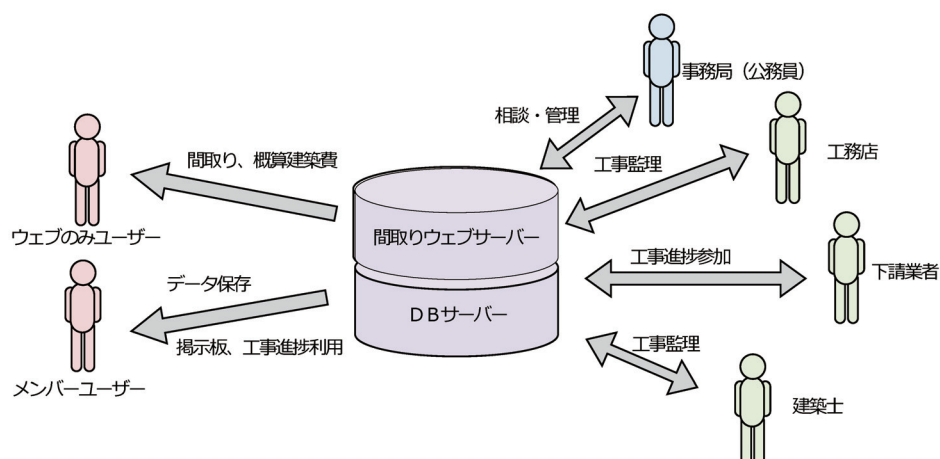 事務局（公務員）
相談・管理
工務店
工事監理
間取り、概算建築費
ウェブのみユーザー
間取りウェブサーバー
工事進捗参加
下請業者
データ保存
ＤＢサーバー
掲示板、工事進捗利用
工事監理
メンバーユーザー
建築士